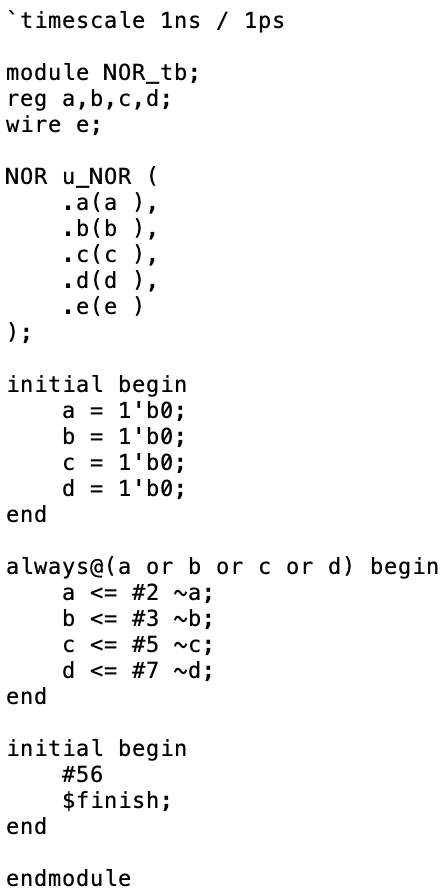 `timescale 1ns / 1ps
module NOR_tb;
reg a,b,c,d;
wire e;
NOR u_NOR (
.a(a ),
.b(b ),
.c(c ),
.d(d ),
.e(e )
);
initial begin
a = 1'b0;
b = 1'b0;
c = 1'b0;
d = 1'b0;
end
always@(a or b or c or d) begin
a <= #2 ~a;
b <= #3 ~b;
c <= #5 ~c;
d <= #7 ~d;
end
initial begin
#56
$finish;
end
endmodule